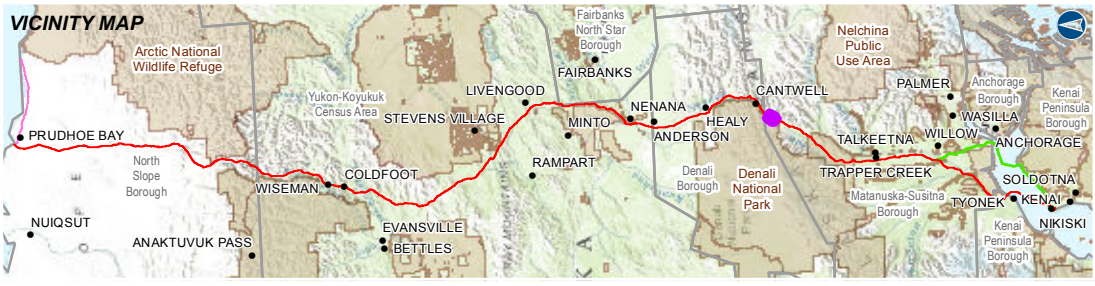 VICINITY MAP
Arctic National
Wildlife Refuge
Fairbanks
North Star
Borough
FAIRBANKS
Nelchina
Public
Use Area
PALMER
Anchorage
Borough
Kenai
Peninsula
Borough
Yukon-Koyukuk
Census Area
LIVENGOOD
STEVENS VILLAGE
MINTO
NENANA
ANDERSON
HEALY
CANTWELL
WASILLA
WILLOW
TALKEETNA
ANCHORAGE
PRUDHOE BAY
North
Slope
Borough
WISEMAN
COLDFOOT
RAMPART
Denali
Borough
Denali
National
Park
TRAPPER CREEK
Matanuska-Susitna
Borough
SOLDOTNA
TYONEK
KENAI
NIKISKI
NUIQSUT
ANAKTUVUK PASS
EVANSVILLE
BETTLES
Kenai
Peninsula
Borough